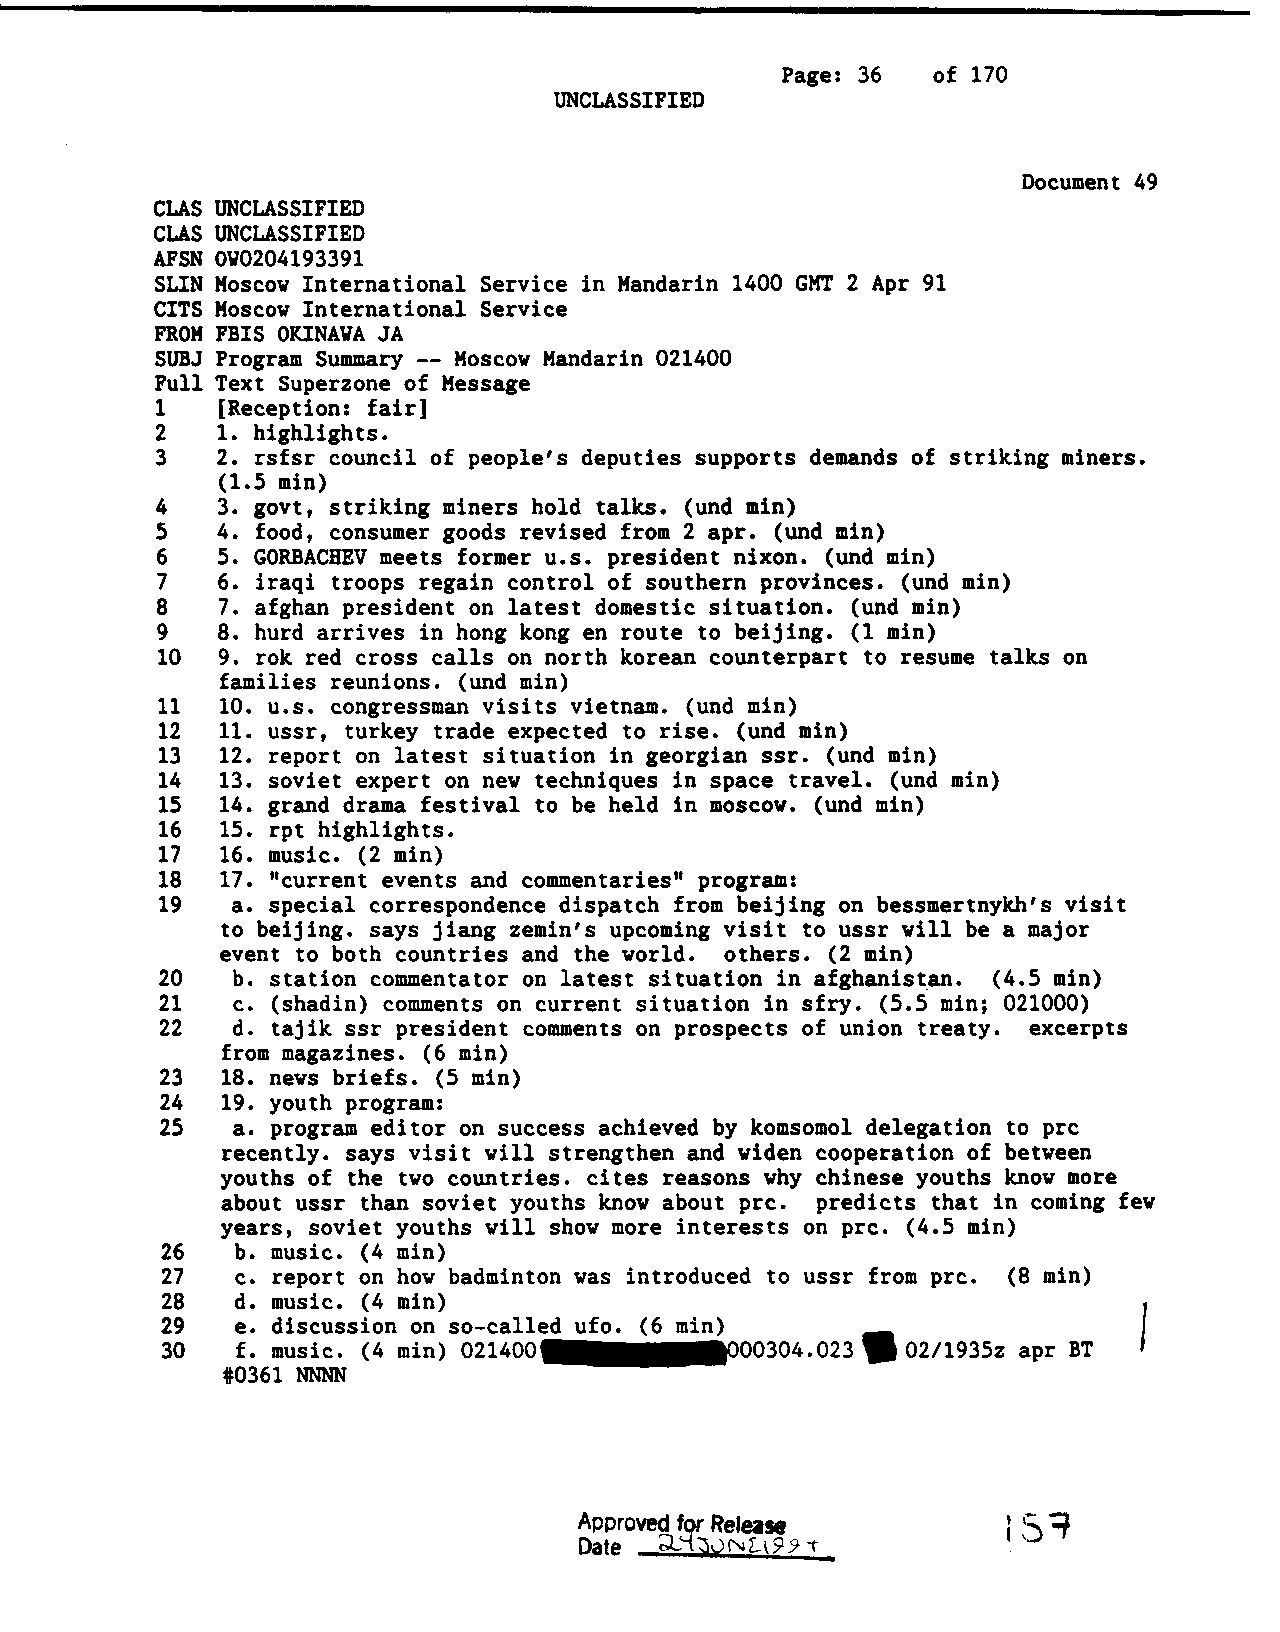 Page: 36 of 170
UNCLASSIFIED
Document 49
CLAS UNCLASSIFIED
CLAS UNCLASSIFIED
AFSN OW0204193391
SLIN Moscow International Service in Mandarin 1400 GMT 2 Apr 91
CITS Moscow International Service
FROM FBIS OKINAWA JA
SUBJ Program Summary -- Moscow Mandarin 021400
Full Text Superzone of Message
1 [Reception: fair]
2 1. highlights.
3 2. rsfsr council of people's deputies supports demands of striking miners.
(1.5 min)
4 3. govt, striking miners hold talks. (und min)
5 4. food, consumer goods revised from 2 apr. (und min)
6 5. GORBACHEV meets former u.s. president nixon. (und min)
7 6. iraqi troops regain control of southern provinces. (und min)
8 7. afghan president on latest domestic situation. (und min)
9 8. hurd arrives in hong kong en route to beijing. (1 min)
10 9. rok red cross calls on north korean counterpart to resume talks on
families reunions. (und min)
11 10. u.s. congressman visits vietnam. (und min)
12 11. ussr, turkey trade expected to rise. (und min)
13 12. report on latest situation in georgian ssr. (und min)
14 13. soviet expert on new techniques in space travel. (und min)
15 14. grand drama festival to be held in moscow. (und min)
16 15. rpt highlights.
17 16. music. (2 min)
18 17. "current events and commentaries" program:
19 a. special correspondence dispatch from beijing on bessmertnykh's visit
to beijing. says jiang zemin's upcoming visit to ussr will be a major
event to both countries and the world. others. (2 min)
20 b. station commentator on latest situation in afghanistan. (4.5 min)
21 c. (shadin) comments on current situation in sfry. (5.5 min; 021000)
22 d. tajik ssr president comments on prospects of union treaty. excerpts
from magazines. (6 min)
23 18. news briefs. (5 min)
24 19. youth program:
25 a. program editor on success achieved by komsomol delegation to prc
recently. says visit will strengthen and widen cooperation of between
youths of the two countries. cites reasons why chinese youths know more
about ussr than soviet youths know about prc. predicts that in coming few
years, soviet youths will show more interests on prc. (4.5 min)
26 b. music. (4 min)
27 c. report on how badminton was introduced to ussr from prc. (8 min)
28 d. music. (4 min)
29 e. discussion on so-called ufo. (6 min)
30 f. music. (4 min) 021400 000304.023 02/1935z apr BT
#0361 NNNN
Approved for Release
Date 24 JUNE 199
157